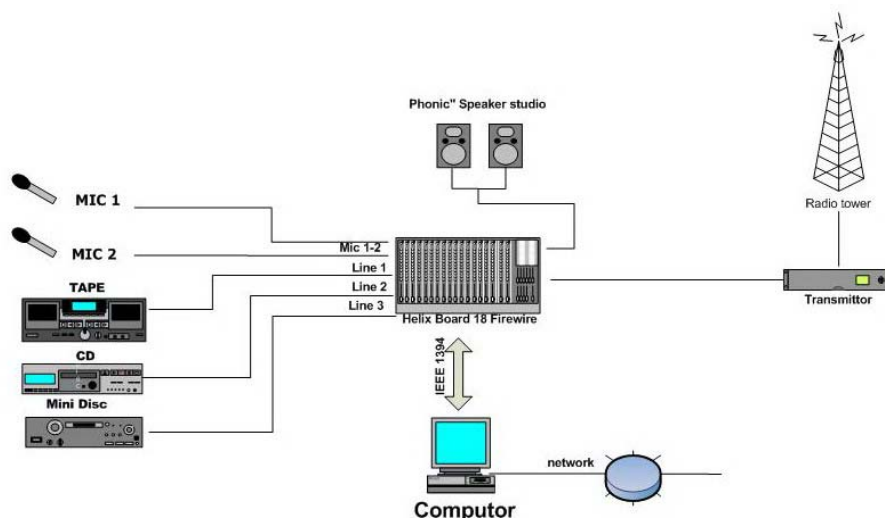 Phonic" Speaker studio
MIC 1
MIC 2
TAPE
CD
Mini Disc
Mic 1-2
Line 1
Line 2
Line 3
Helix Board 18 Firewire
IEEE 1394
Computor
network
Radio tower
Transmittor